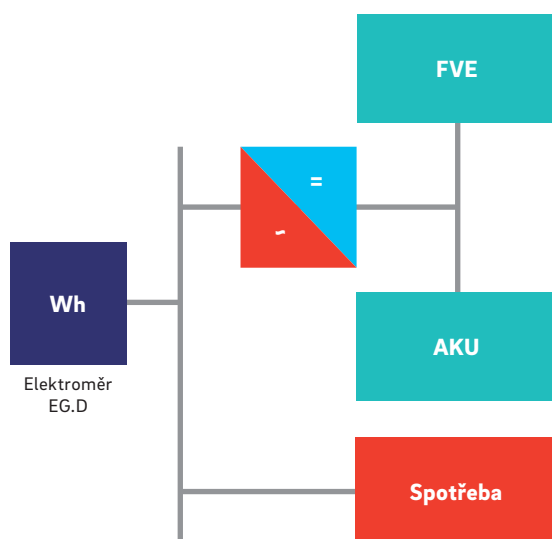 FVE
=
~
Wh
Elektroměr
EG.D
AKU
Spotřeba